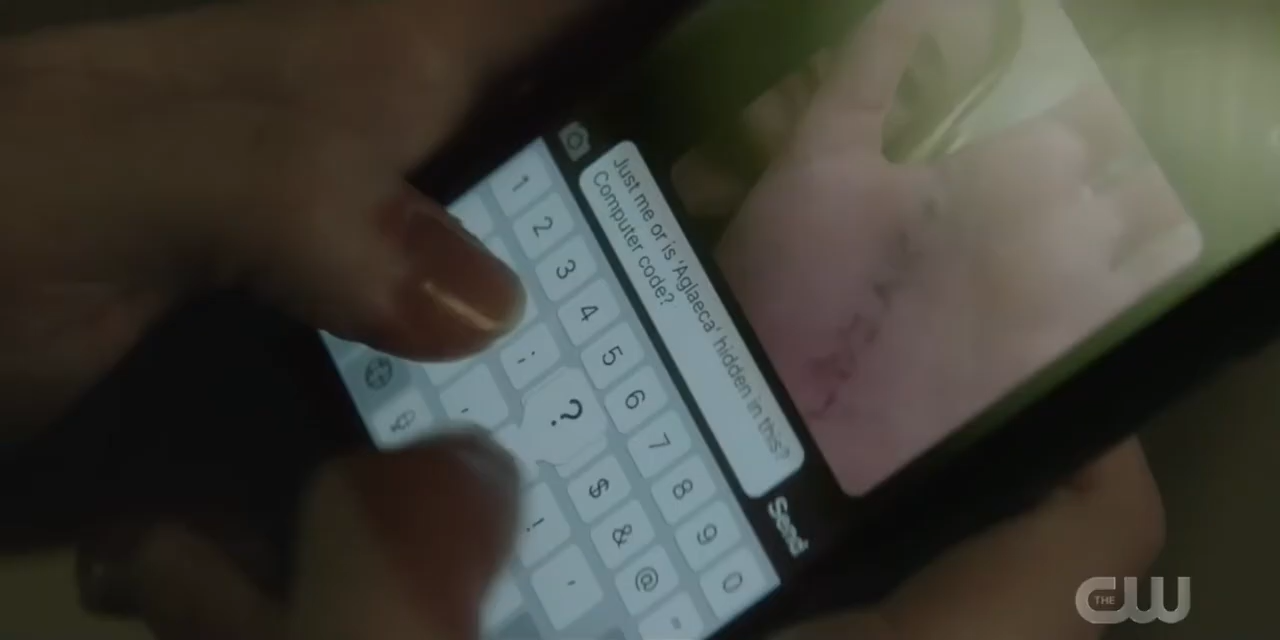 Just me or is 'Aglaeca' hidden in this?
Computer code?
Send
1 2 3 4 5 6 7 8 9 0
; ? $ & @
. ! '
THE CW